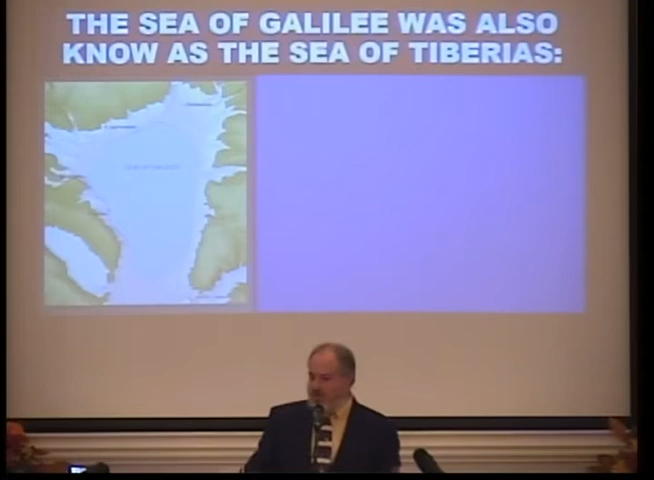 THE SEA OF GALILEE WAS ALSO
KNOW AS THE SEA OF TIBERIAS: